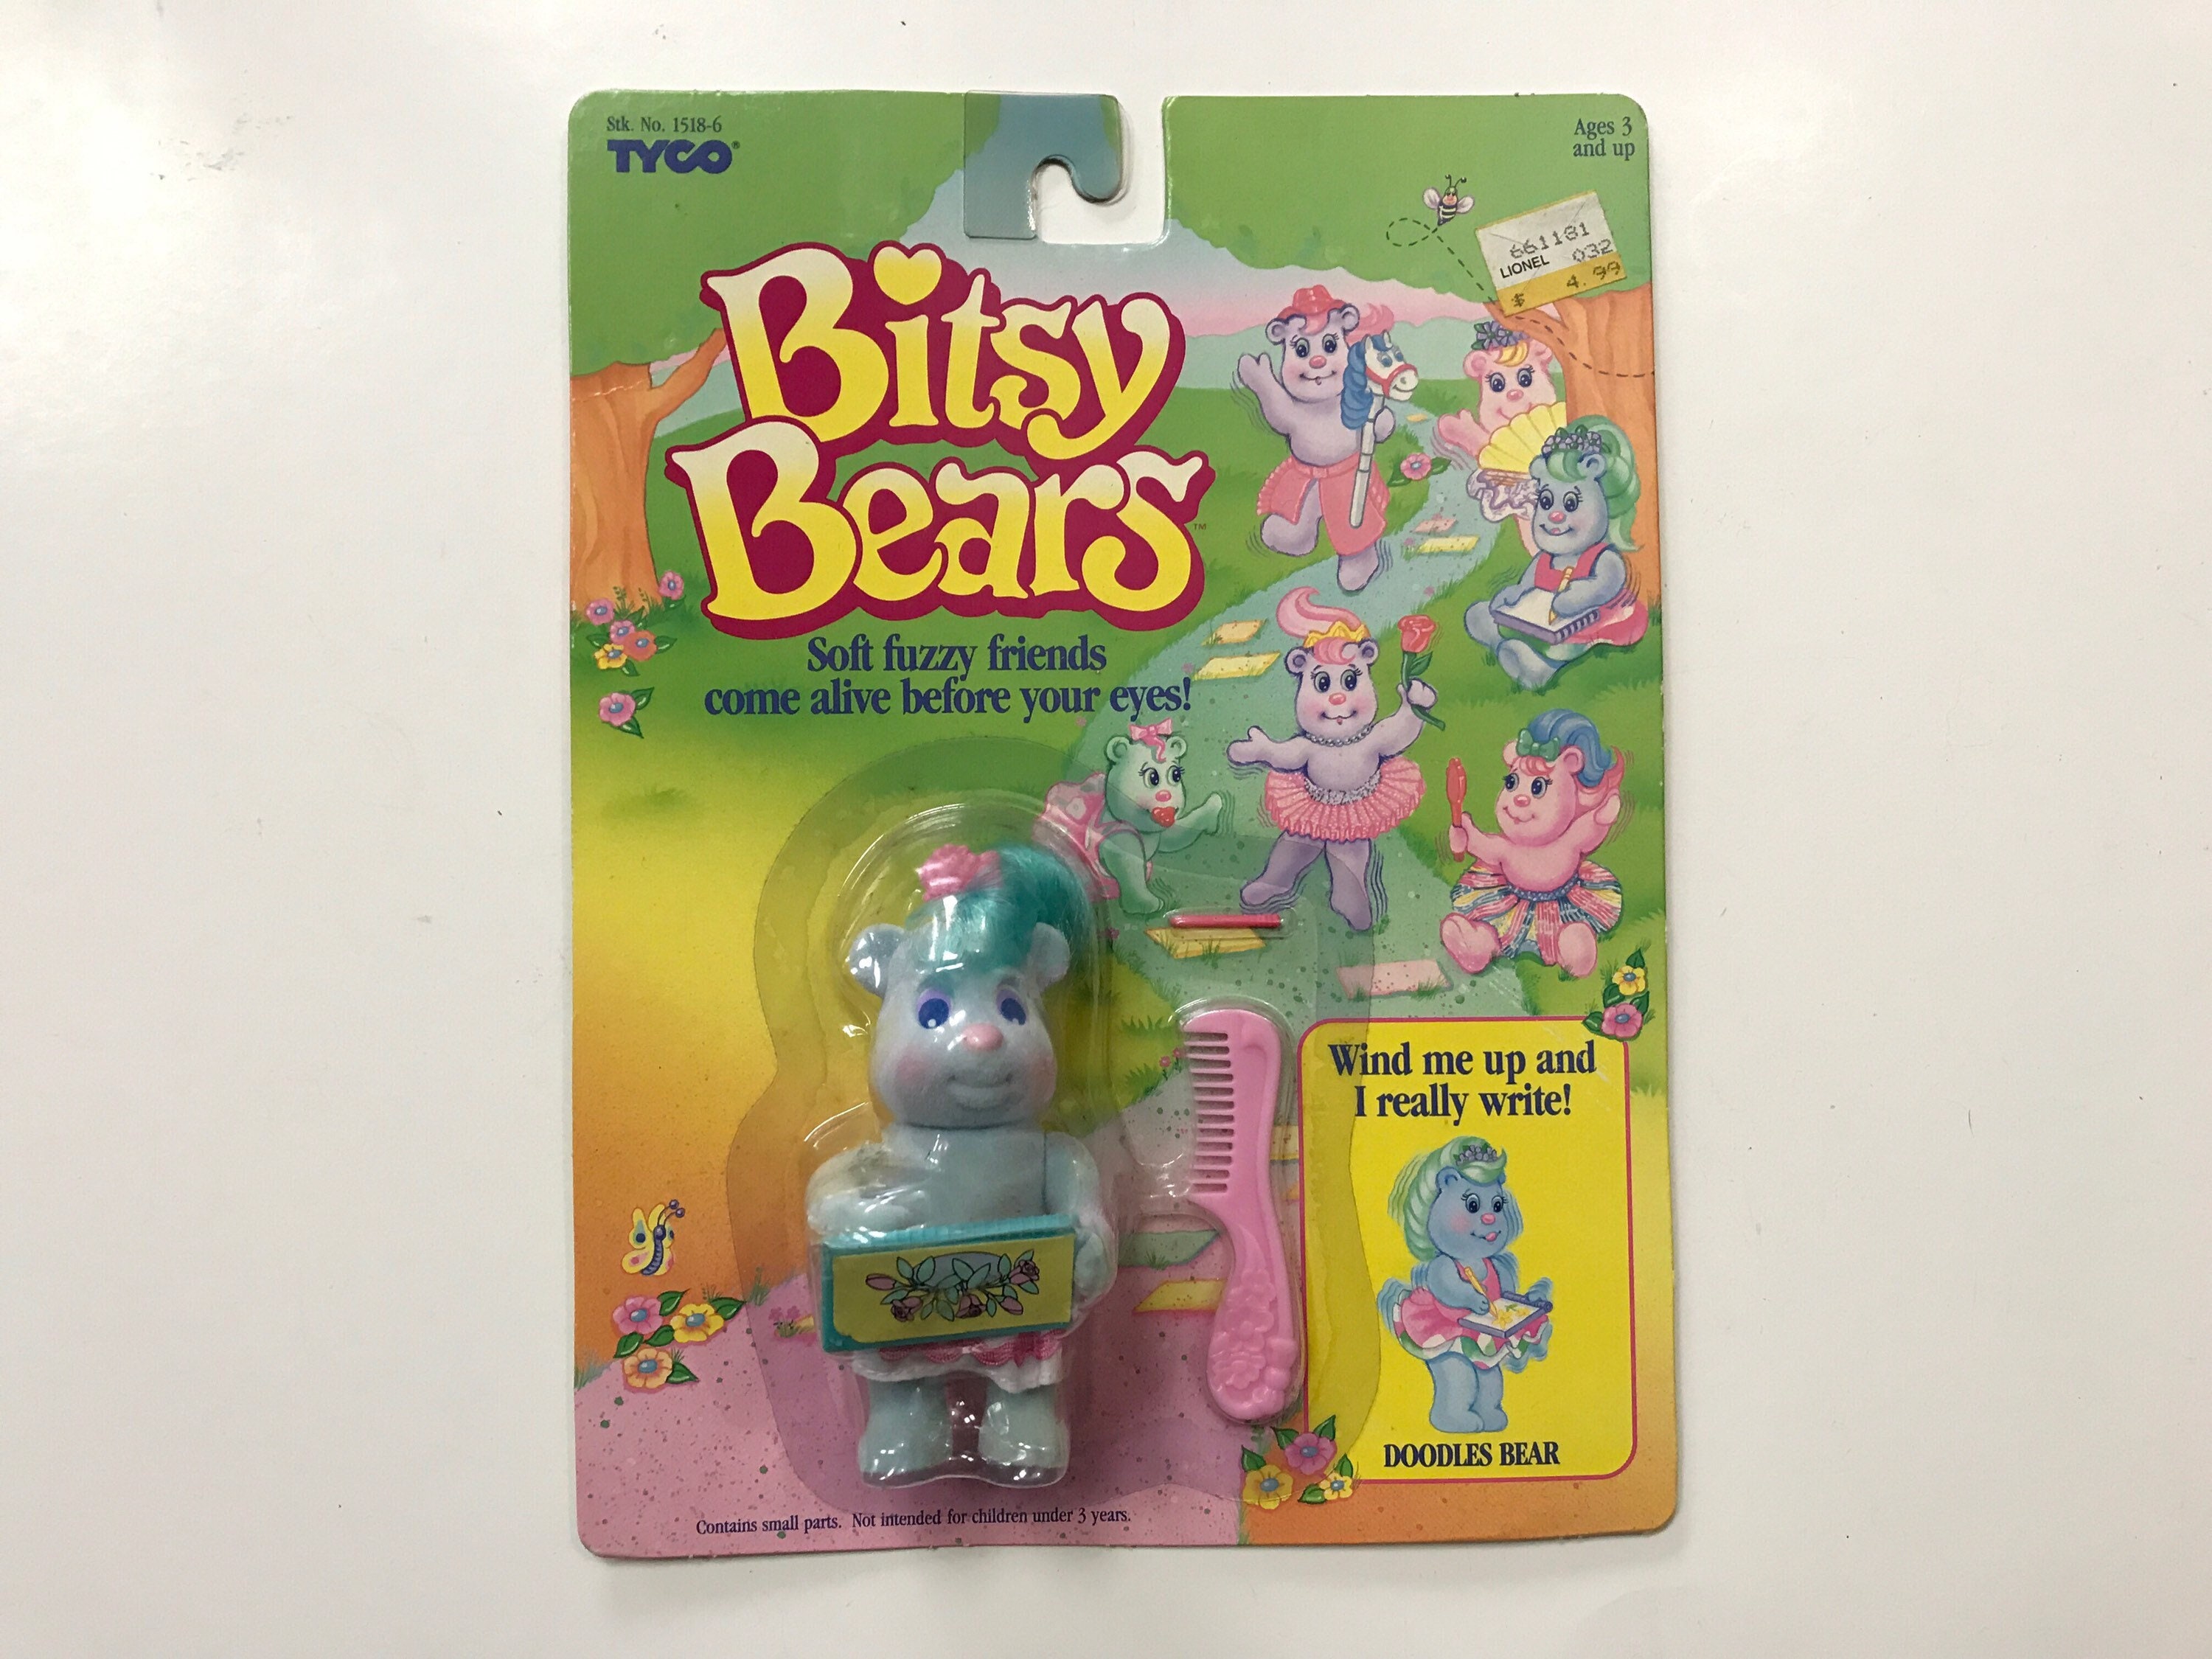 Stk. No. 1518-6
TYCO®
Ages 3
and up
661181
LIONEL 032
$ 4.99
Bitsy
Bears™
Soft fuzzy friends
come alive before your eyes!
Wind me up and
I really write!
DOODLES BEAR
Contains small parts. Not intended for children under 3 years.